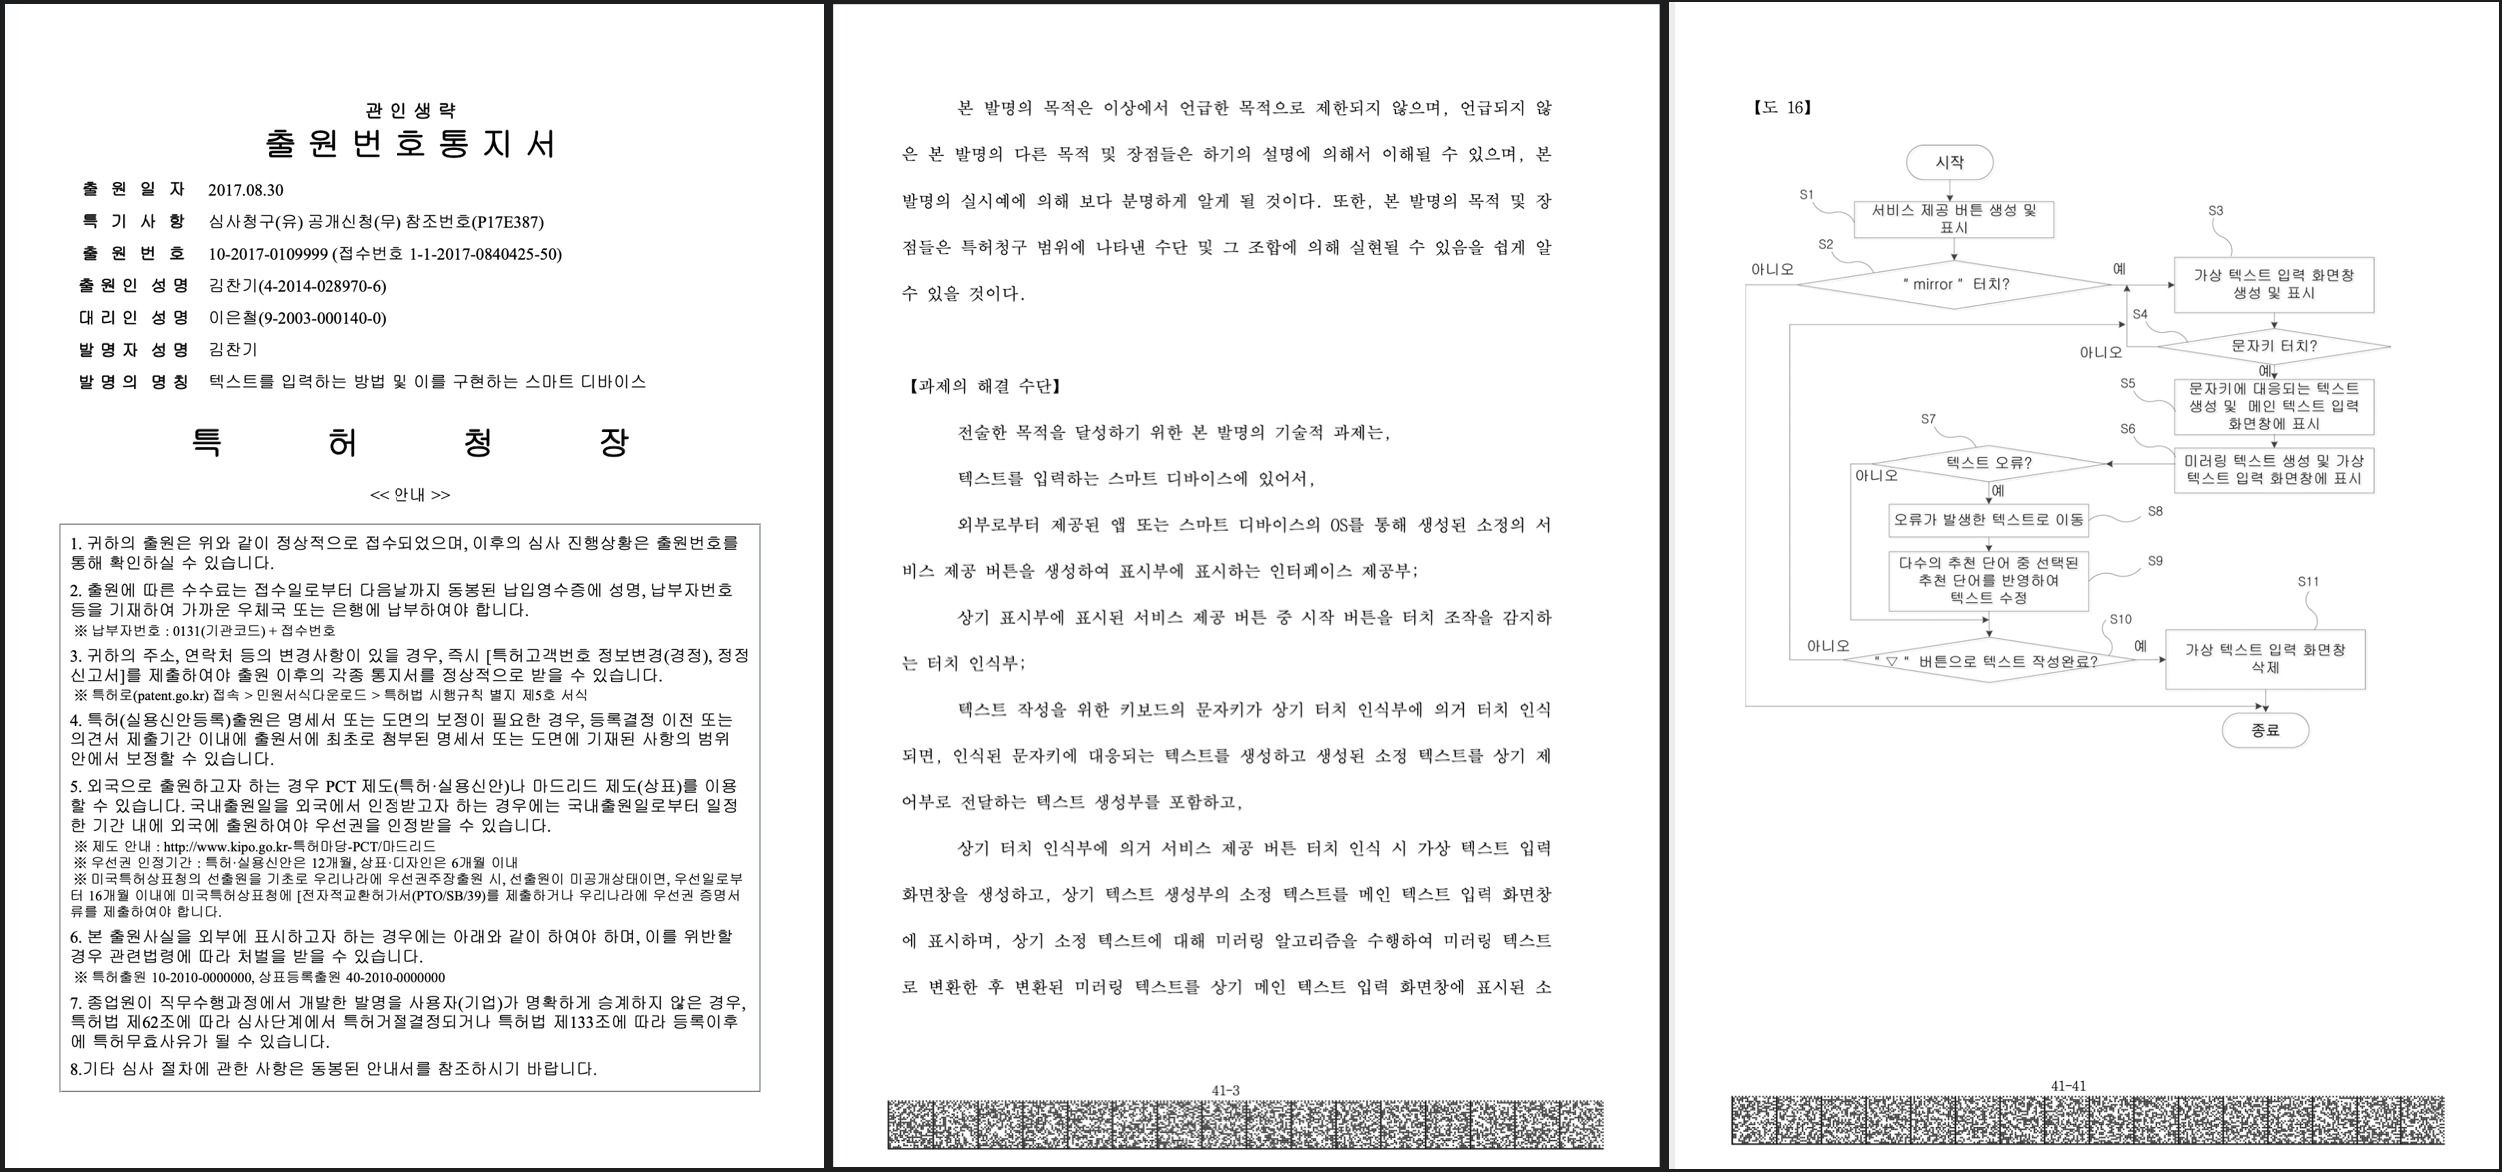 관인생략
출원번호통지서
출원일자 2017.08.30
특기사항 심사청구(유) 공개신청(무) 참조번호(P17E387)
출원번호 10-2017-0109999 (접수번호 1-1-2017-0840425-50)
출원인 성명 김찬기(4-2014-028970-6)
대리인 성명 이은철(9-2003-000140-0)
발명자 성명 김찬기
발명의 명칭 텍스트를 입력하는 방법 및 이를 구현하는 스마트 디바이스
특 허 청 장
<< 안내 >>
1. 귀하의 출원은 위와 같이 정상적으로 접수되었으며, 이후의 심사 진행상황은 출원번호를
통해 확인하실 수 있습니다.
2. 출원에 따른 수수료는 접수일로부터 다음날까지 동봉된 납입영수증에 성명, 납부자번호
등을 기재하여 가까운 우체국 또는 은행에 납부하여야 합니다.
※ 납부자번호 : 0131(기관코드) + 접수번호
3. 귀하의 주소, 연락처 등의 변경사항이 있을 경우, 즉시 [특허고객번호 정보변경(경정), 정정
신고서]를 제출하여야 출원 이후의 각종 통지서를 정상적으로 받을 수 있습니다.
※ 특허로(patent.go.kr) 접속 > 민원서식다운로드 > 특허법 시행규칙 별지 제5호 서식
4. 특허(실용신안등록)출원은 명세서 또는 도면의 보정이 필요한 경우, 등록결정 이전 또는
의견서 제출기간 이내에 출원서에 최초로 첨부된 명세서 또는 도면에 기재된 사항의 범위
안에서 보정할 수 있습니다.
5. 외국으로 출원하고자 하는 경우 PCT 제도(특허·실용신안)나 마드리드 제도(상표)를 이용
할 수 있습니다. 국내출원일을 외국에서 인정받고자 하는 경우에는 국내출원일로부터 일정
한 기간 내에 외국에 출원하여야 우선권을 인정받을 수 있습니다.
※ 제도 안내 : http://www.kipo.go.kr-특허마당-PCT/마드리드
※ 우선권 인정기간 : 특허·실용신안은 12개월, 상표·디자인은 6개월 이내
※ 미국특허상표청의 선출원을 기초로 우리나라에 우선권주장출원 시, 선출원이 미공개상태이면, 우선일로부
터 16개월 이내에 미국특허상표청에 [전자적교환허가서(PTO/SB/39)를 제출하거나 우리나라에 우선권 증명서
류를 제출하여야 합니다.
6. 본 출원사실을 외부에 표시하고자 하는 경우에는 아래와 같이 하여야 하며, 이를 위반할
경우 관련법령에 따라 처벌을 받을 수 있습니다.
※ 특허출원 10-2010-0000000, 상표등록출원 40-2010-0000000
7. 종업원이 직무수행과정에서 개발한 발명을 사용자(기업)가 명확하게 승계하지 않은 경우,
특허법 제62조에 따라 심사단계에서 특허거절결정되거나 특허법 제133조에 따라 등록이후
에 특허무효사유가 될 수 있습니다.
8.기타 심사 절차에 관한 사항은 동봉된 안내서를 참조하시기 바랍니다.
본 발명의 목적은 이상에서 언급한 목적으로 제한되지 않으며, 언급되지 않
은 본 발명의 다른 목적 및 장점들은 하기의 설명에 의해서 이해될 수 있으며, 본
발명의 실시예에 의해 보다 분명하게 알게 될 것이다. 또한, 본 발명의 목적 및 장
점들은 특허청구 범위에 나타낸 수단 및 그 조합에 의해 실현될 수 있음을 쉽게 알
수 있을 것이다.
【과제의 해결 수단】
전술한 목적을 달성하기 위한 본 발명의 기술적 과제는,
텍스트를 입력하는 스마트 디바이스에 있어서,
외부로부터 제공된 앱 또는 스마트 디바이스의 OS를 통해 생성된 소정의 서
비스 제공 버튼을 생성하여 표시부에 표시하는 인터페이스 제공부;
상기 표시부에 표시된 서비스 제공 버튼 중 시작 버튼을 터치 조작을 감지하
는 터치 인식부;
텍스트 작성을 위한 키보드의 문자키가 상기 터치 인식부에 의거 터치 인식
되면, 인식된 문자키에 대응되는 텍스트를 생성하고 생성된 소정 텍스트를 상기 제
어부로 전달하는 텍스트 생성부를 포함하고,
상기 터치 인식부에 의거 서비스 제공 버튼 터치 인식 시 가상 텍스트 입력
화면창을 생성하고, 상기 텍스트 생성부의 소정 텍스트를 메인 텍스트 입력 화면창
에 표시하며, 상기 소정 텍스트에 대해 미러링 알고리즘을 수행하여 미러링 텍스트
로 변환한 후 변환된 미러링 텍스트를 상기 메인 텍스트 입력 화면창에 표시된 소
41-3
【도 16】
시작
S1
서비스 제공 버튼 생성 및
표시
S2
아니오
" mirror " 터치?
예
S3
가상 텍스트 입력 화면창
생성 및 표시
S4
문자키 터치?
아니오
예
S5
문자키에 대응되는 텍스트
생성 및 메인 텍스트 입력
화면창에 표시
S6
미러링 텍스트 생성 및 가상
텍스트 입력 화면창에 표시
S7
텍스트 오류?
아니오
예
오류가 발생한 텍스트로 이동
S8
다수의 추천 단어 중 선택된
추천 단어를 반영하여
텍스트 수정
S9
S10
아니오
" ▽ " 버튼으로 텍스트 작성완료?
예
S11
가상 텍스트 입력 화면창
삭제
종료
41-41